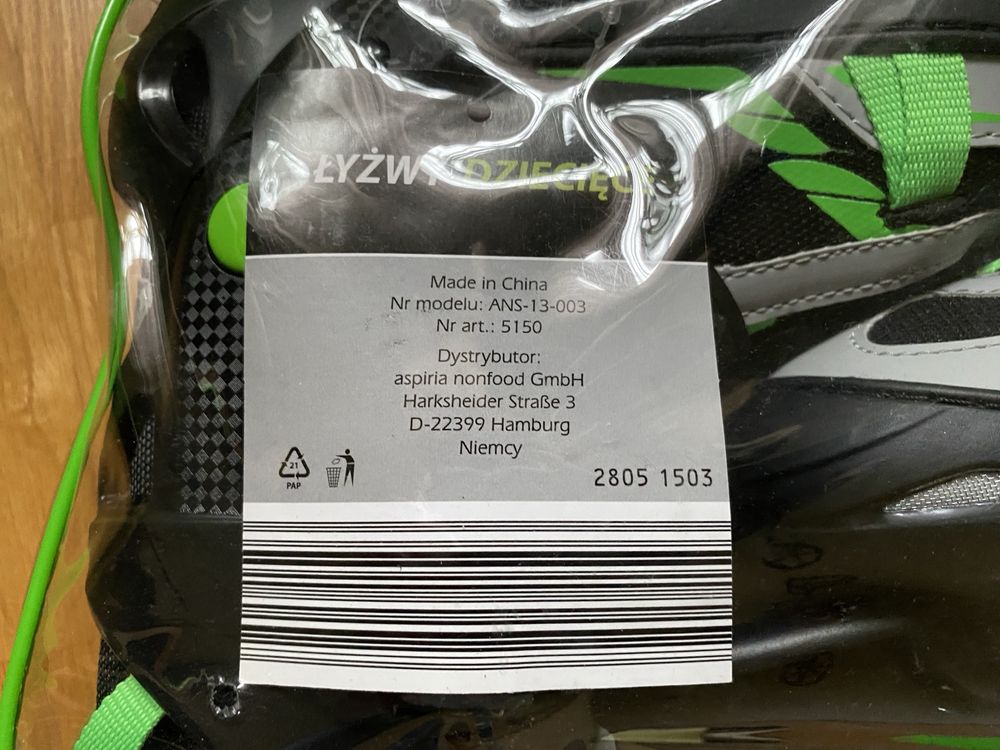 ŁYŻWY DZIECIĘCE
Made in China
Nr modelu: ANS-13-003
Nr art.: 5150
Dystrybutor:
aspiria nonfood GmbH
Harksheider Straße 3
D-22399 Hamburg
Niemcy
21
PAP
2805 1503